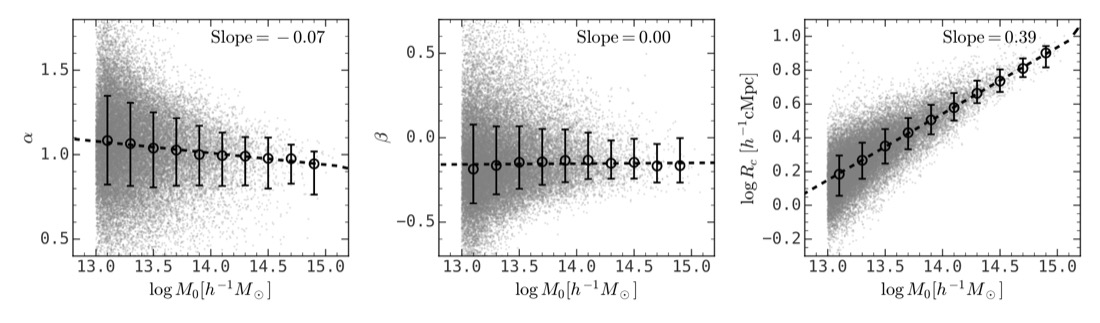 Slope = −0.07
1.5
1.0
0.5
α
13.0 13.5 14.0 14.5 15.0
log M₀[h⁻¹M⊙]
Slope = 0.00
0.5
0.0
−0.5
β
13.0 13.5 14.0 14.5 15.0
log M₀[h⁻¹M⊙]
Slope = 0.39
1.0
0.8
0.6
0.4
0.2
0.0
−0.2
log R_c [h⁻¹cMpc]
13.0 13.5 14.0 14.5 15.0
log M₀[h⁻¹M⊙]